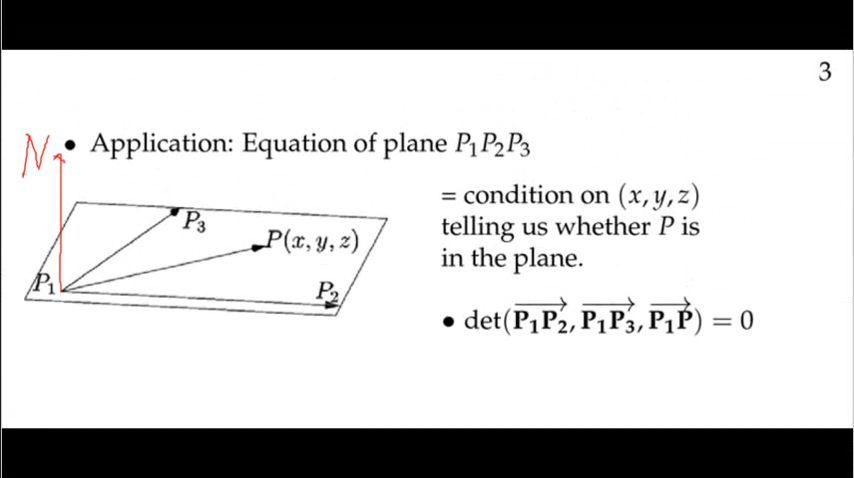 3
N
• Application: Equation of plane P₁P₂P₃
= condition on (x, y, z)
telling us whether P is
in the plane.
P₃
P(x, y, z)
P₁
P₂
• det(P₁P₂⃗, P₁P₃⃗, P₁P⃗) = 0